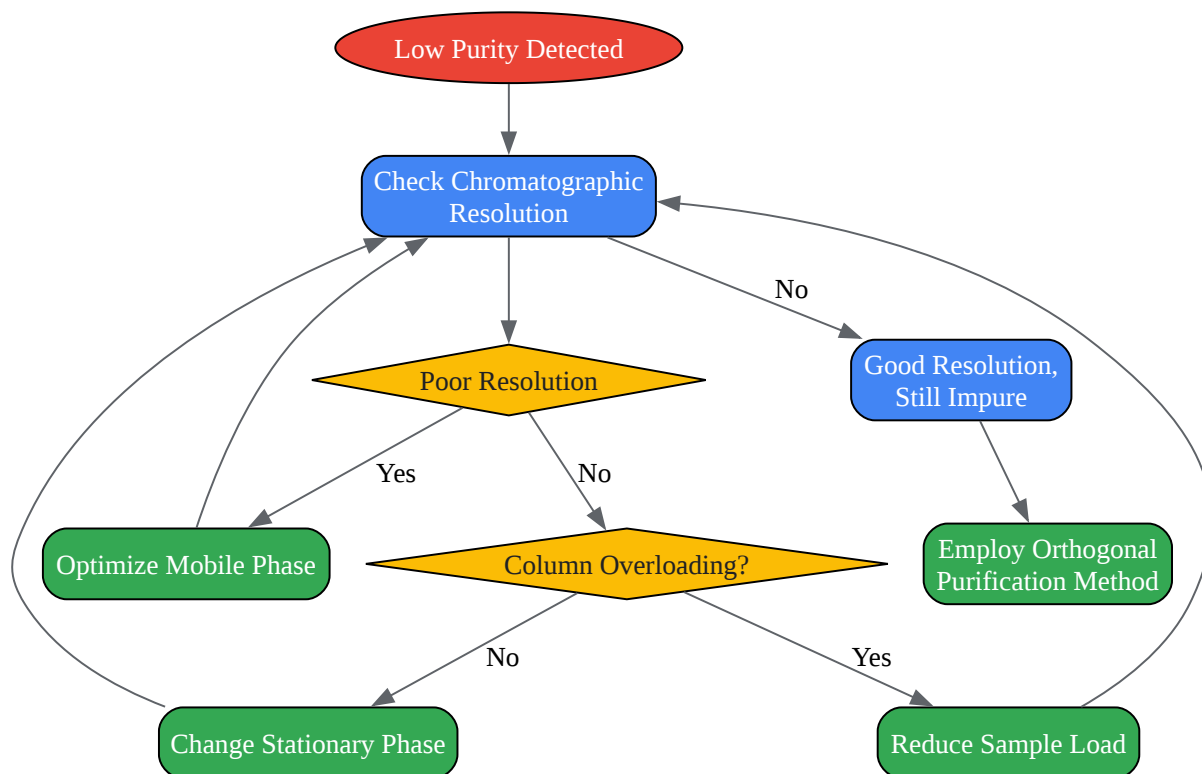 Low Purity Detected
Check Chromatographic
Resolution
No
Good Resolution,
Still Impure
Poor Resolution
Yes
No
Employ Orthogonal
Purification Method
Optimize Mobile Phase
Column Overloading?
No
Yes
Change Stationary Phase
Reduce Sample Load